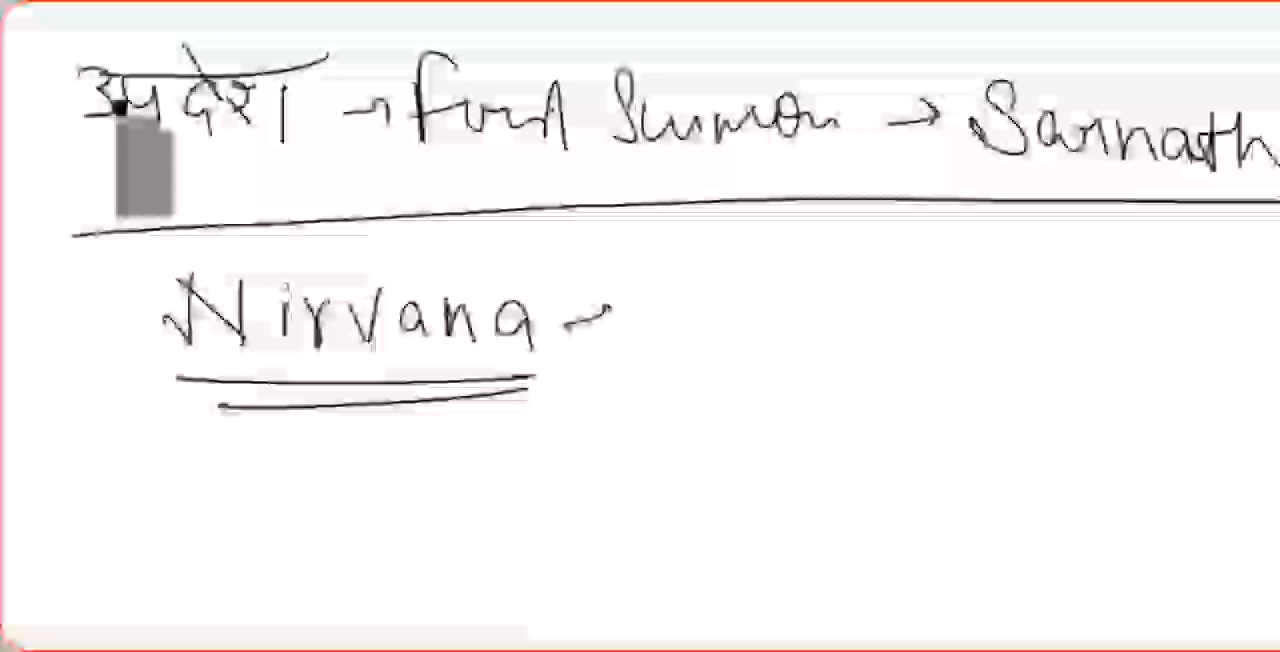 उपदेश → First Sermon → Sarnath
Nirvana -